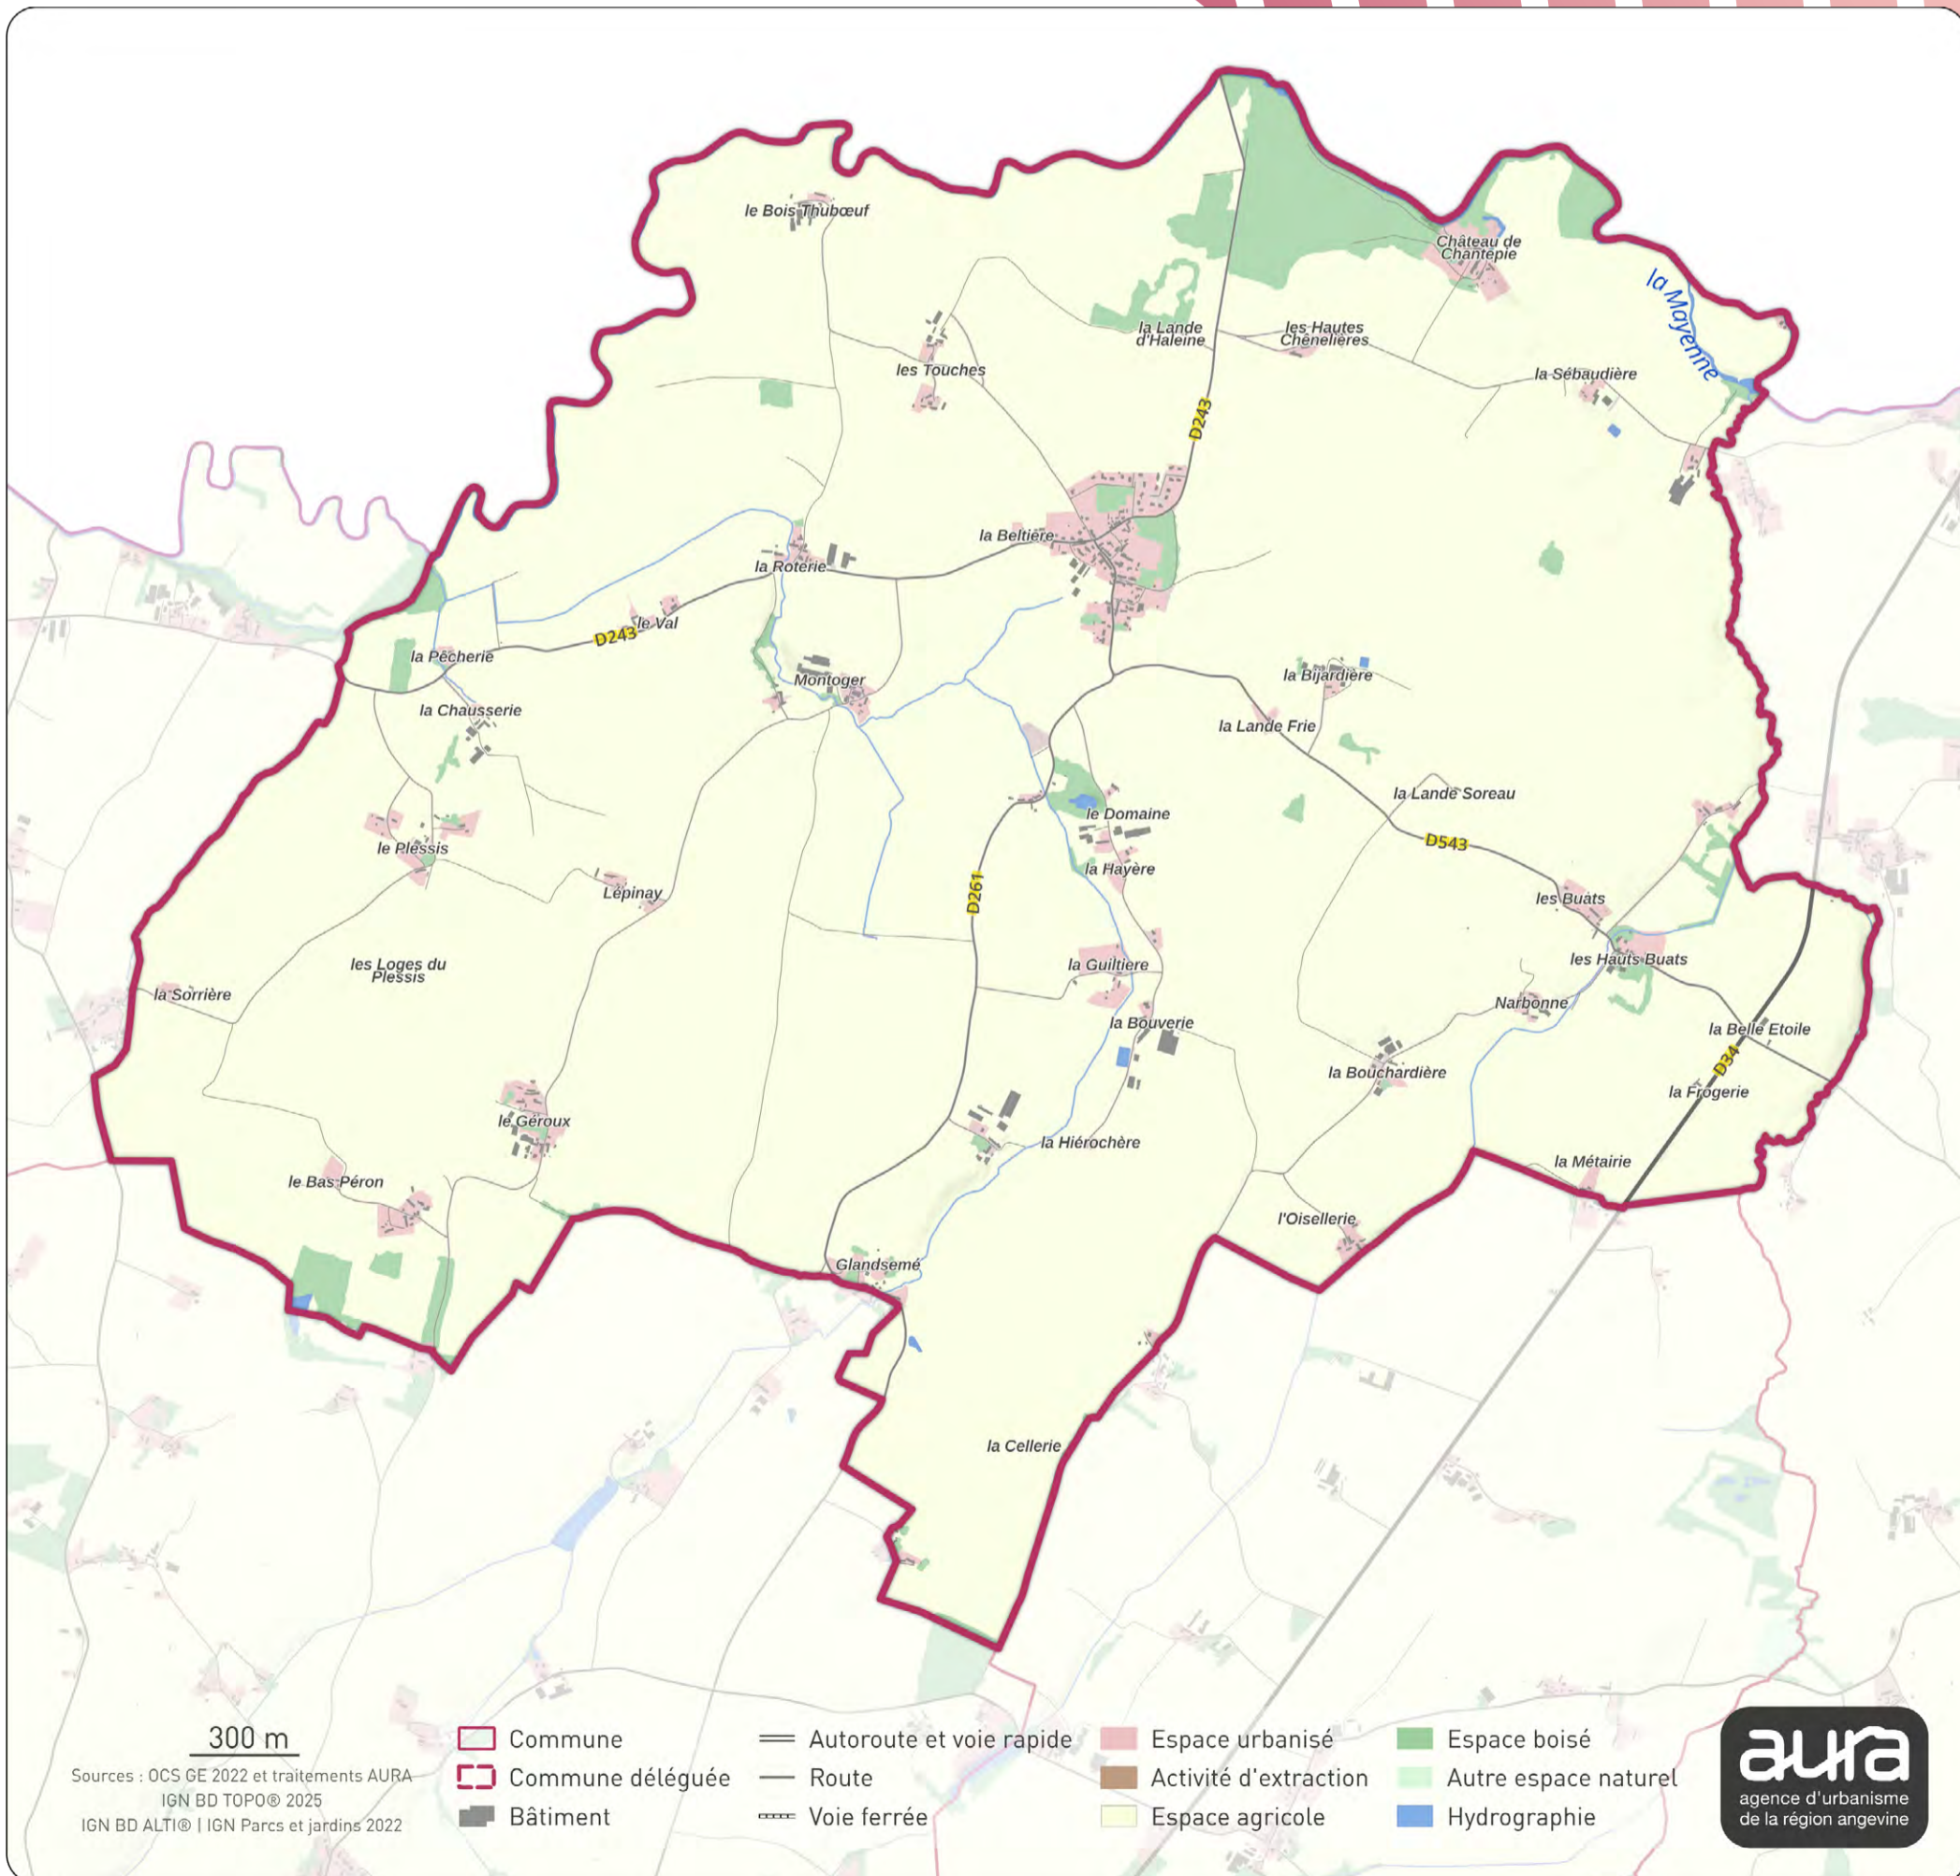 le Bois Thubœuf
Château de
Chantepie
la Mayenne
la Lande
d'Haleine
les Hautes
Chênelières
les Touches
la Sébaudière
D243
la Beltière
la Roterie
le Val
D243
la Pêcherie
Montoger
la Bijardière
la Chausserie
la Lande Frie
la Lande Soreau
le Domaine
D543
le Plessis
la Hayère
Lépinay
D261
les Buats
les Loges du
Plessis
la Guiltiere
les Hauts Buats
la Sorrière
Narbonne
la Bouverie
la Belle Etoile
D34
la Bouchardière
la Frogerie
le Géroux
la Hiérochère
la Métairie
le Bas Péron
l'Oisellerie
Glandsemé
la Cellerie
300 m
Sources : OCS GE 2022 et traitements AURA
IGN BD TOPO® 2025
IGN BD ALTI® | IGN Parcs et jardins 2022
Commune
Commune déléguée
Bâtiment
Autoroute et voie rapide
Route
Voie ferrée
Espace urbanisé
Activité d'extraction
Espace agricole
Espace boisé
Autre espace naturel
Hydrographie
aura
agence d'urbanisme
de la région angevine